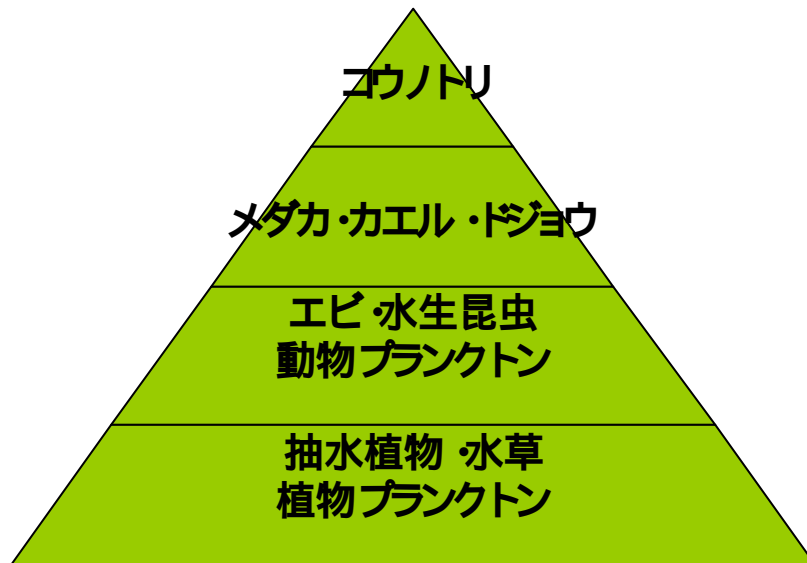 コウノトリ
メダカ・カエル・ドジョウ
エビ・水生昆虫
動物プランクトン
抽水植物・水草
植物プランクトン